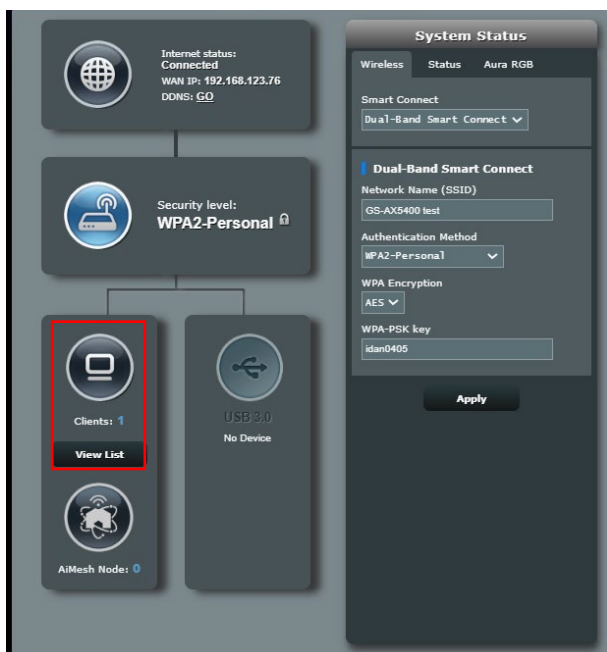 Internet status:
Connected
WAN IP: 192.168.123.76
DDNS: GO
Security level:
WPA2-Personal
Clients: 1
View List
AiMesh Node: 0
USB 3.0
No Device
System Status
Wireless Status Aura RGB
Smart Connect
Dual-Band Smart Connect
Dual-Band Smart Connect
Network Name (SSID)
GS-AX5400 test
Authentication Method
WPA2-Personal
WPA Encryption
AES
WPA-PSK key
idan0405
Apply